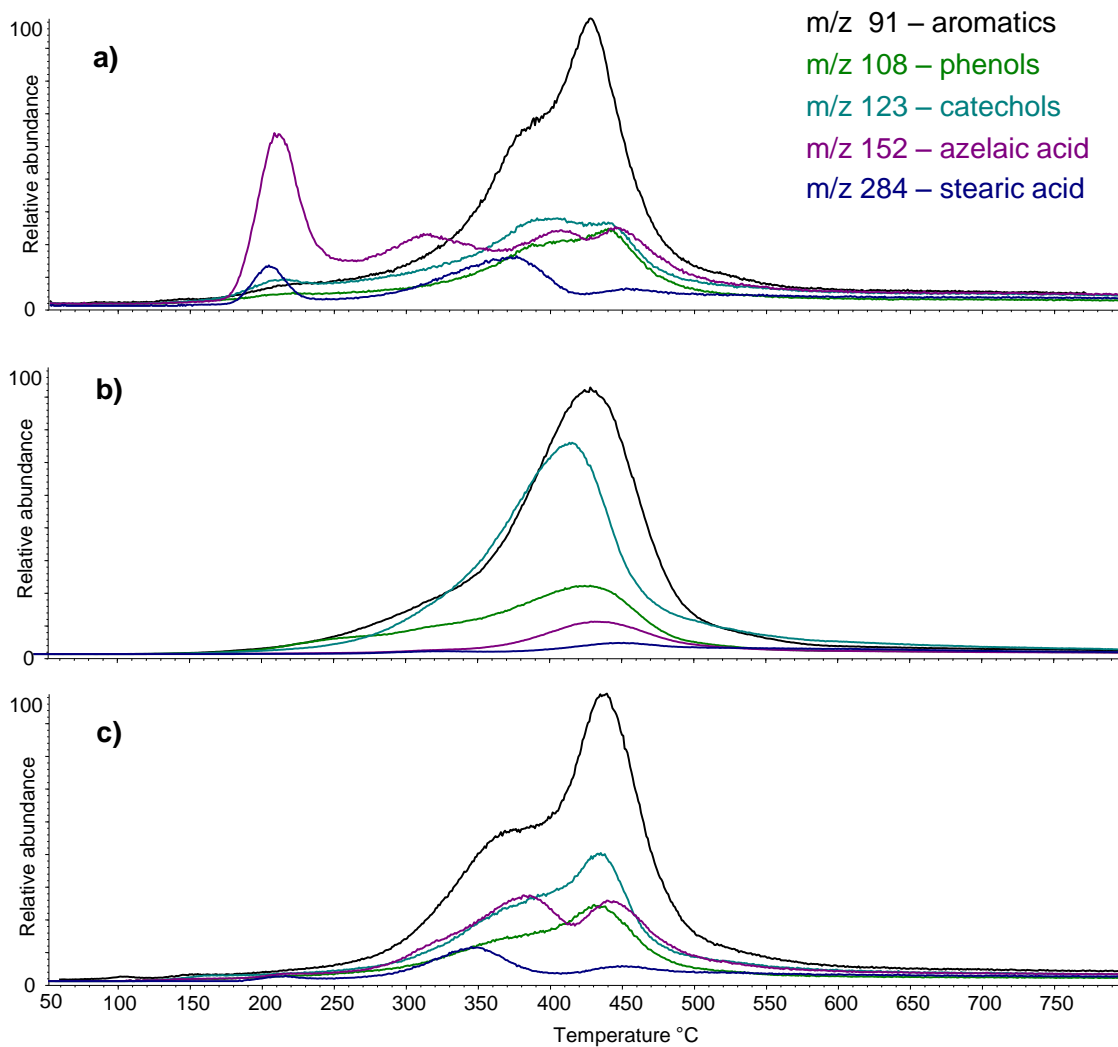 m/z 91 – aromatics
m/z 108 – phenols
m/z 123 – catechols
m/z 152 – azelaic acid
m/z 284 – stearic acid
a)
100
Relative abundance
0
b)
100
Relative abundance
0
c)
100
Relative abundance
0
50 100 150 200 250 300 350 400 450 500 550 600 650 700 750
Temperature °C